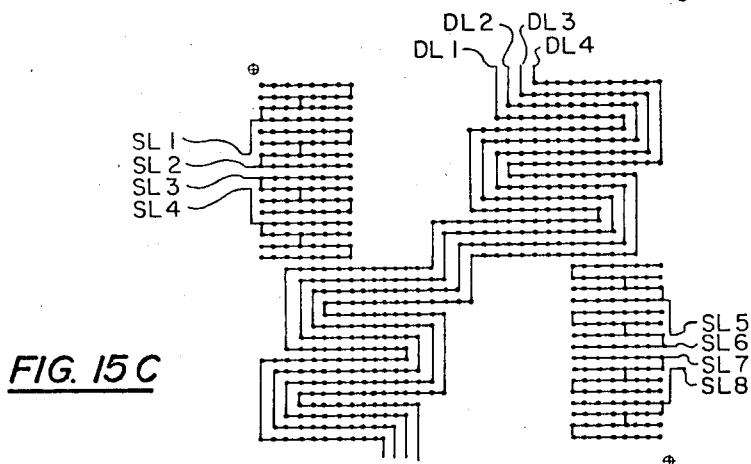 DL2 DL3
DL1 DL4
SL1
SL2
SL3
SL4
SL5
SL6
SL7
SL8
FIG. 15C